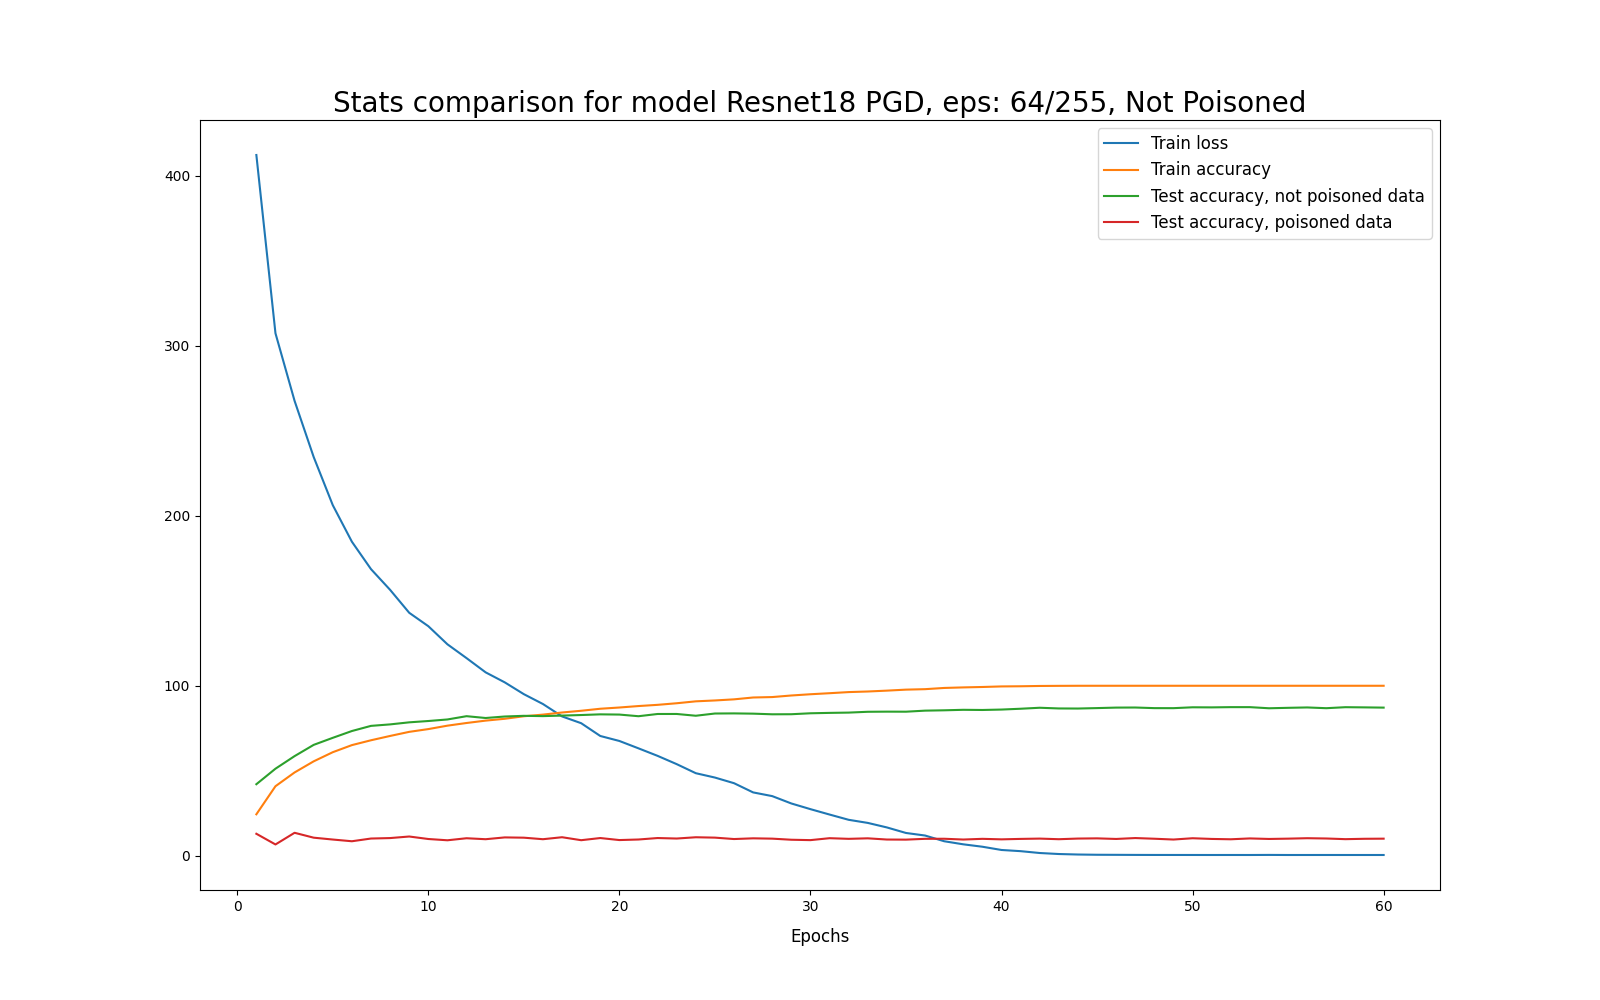 Stats comparison for model Resnet18 PGD, eps: 64/255, Not Poisoned
Train loss
Train accuracy
Test accuracy, not poisoned data
Test accuracy, poisoned data
400
300
200
100
0
0 10 20 30 40 50 60
Epochs